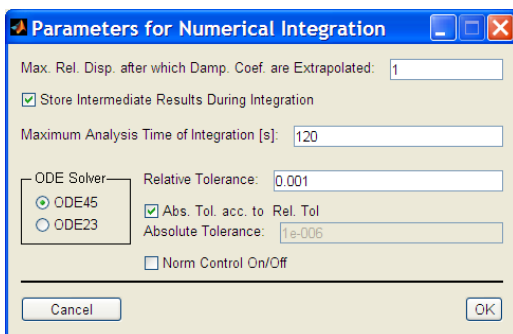 Parameters for Numerical Integration
Max. Rel. Disp. after which Damp. Coef. are Extrapolated: 1
Store Intermediate Results During Integration
Maximum Analysis Time of Integration [s]: 120
ODE Solver
ODE45
ODE23
Relative Tolerance: 0.001
Abs. Tol. acc. to Rel. Tol
Absolute Tolerance: 1e-006
Norm Control On/Off
Cancel
OK